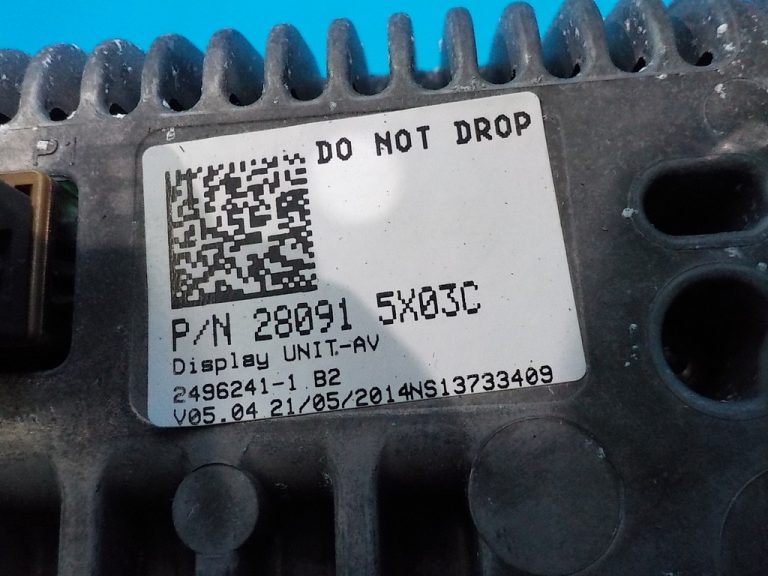 DO NOT DROP
P/N 28091 5X03C
Display UNIT-AV
2496241-1 B2
V05.04 21/05/2014NS13733409